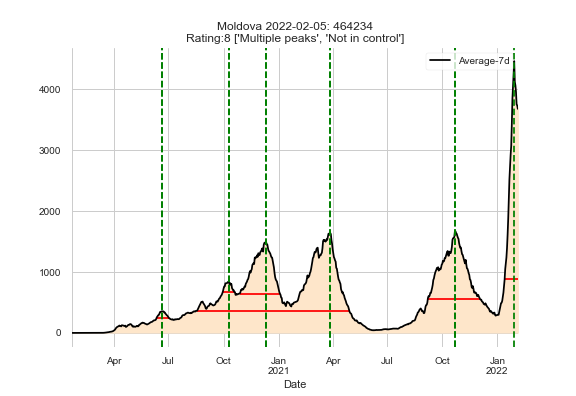 Moldova 2022-02-05: 464234
Rating:8 ['Multiple peaks', 'Not in control']
Average-7d
4000
3000
2000
1000
0
Apr
Jul
Oct
Jan
2021
Apr
Jul
Oct
Jan
2022
Date